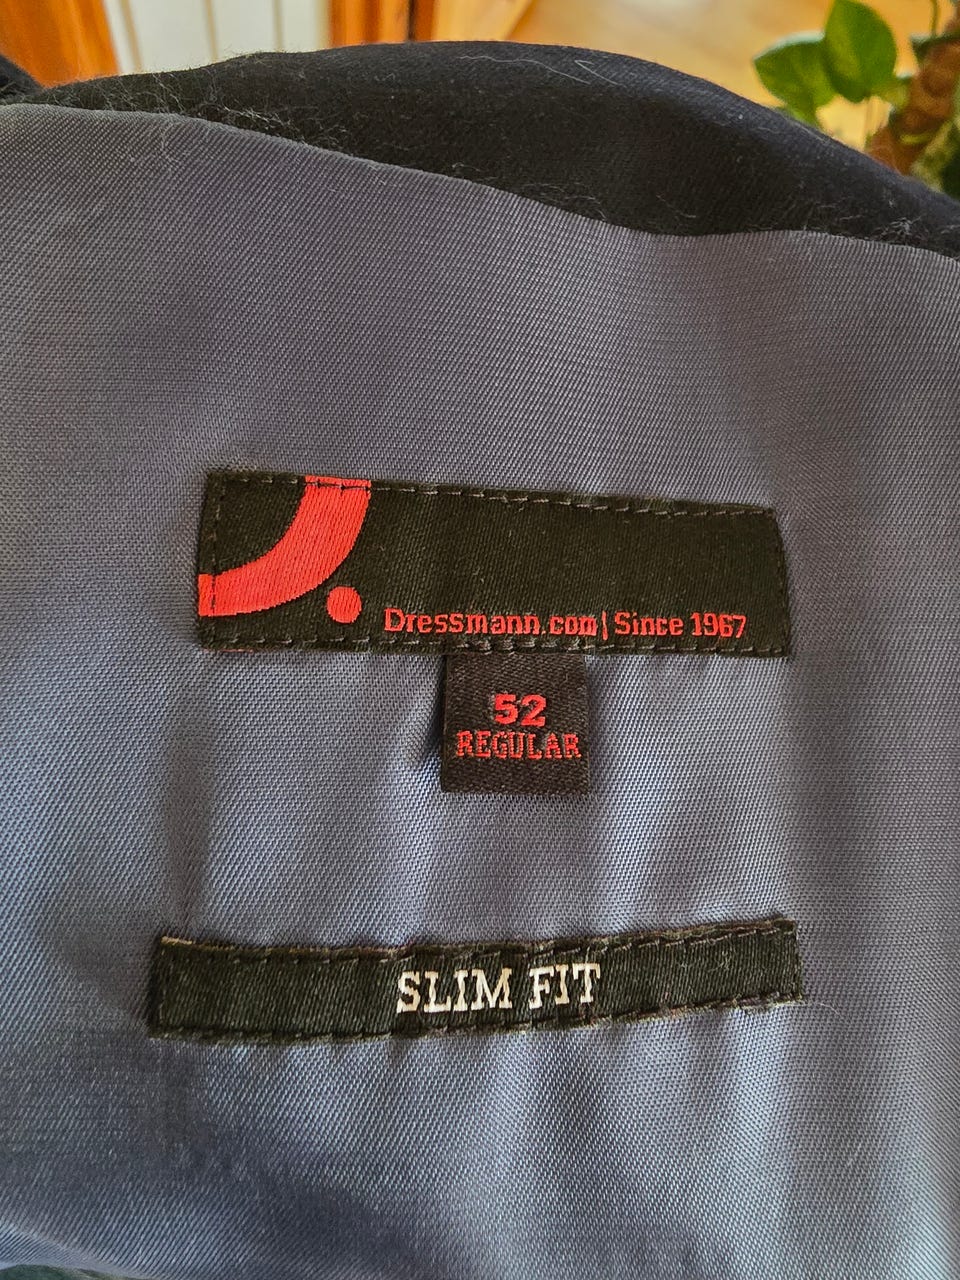 Dressmann.com | Since 1967
52
REGULAR
SLIM FIT